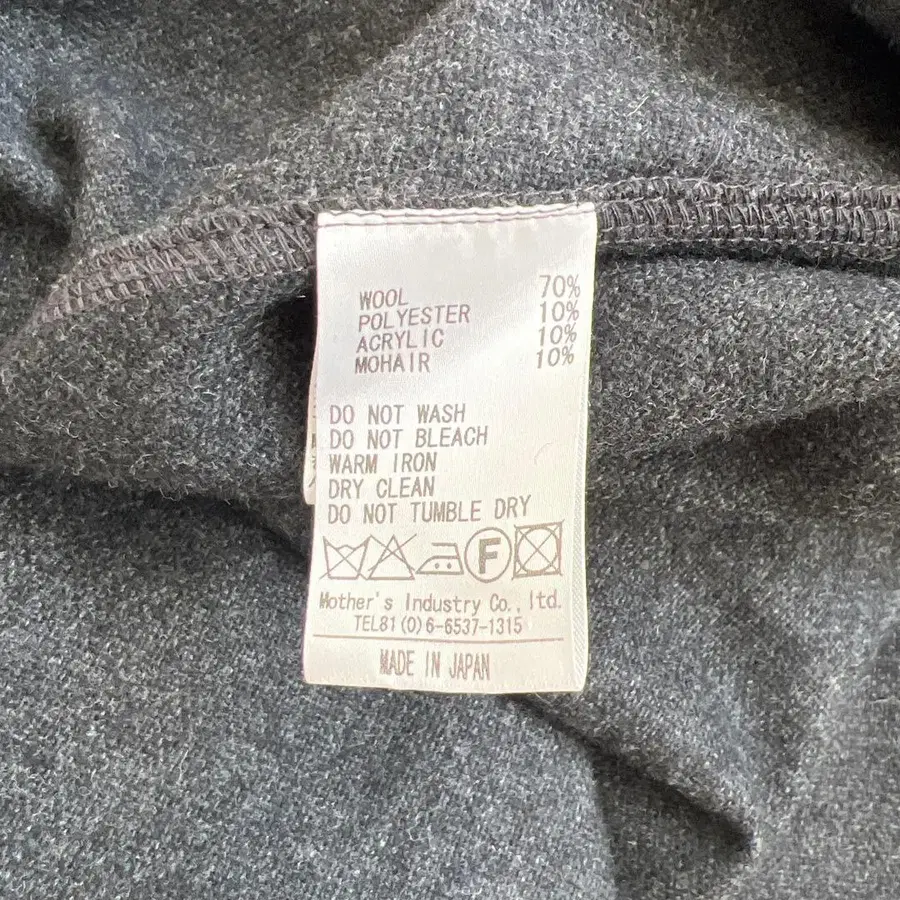 WOOL 70%
POLYESTER 10%
ACRYLIC 10%
MOHAIR 10%
DO NOT WASH
DO NOT BLEACH
WARM IRON
DRY CLEAN
DO NOT TUMBLE DRY
F
Mother's Industry Co., ltd.
TEL81(0)6-6537-1315
MADE IN JAPAN